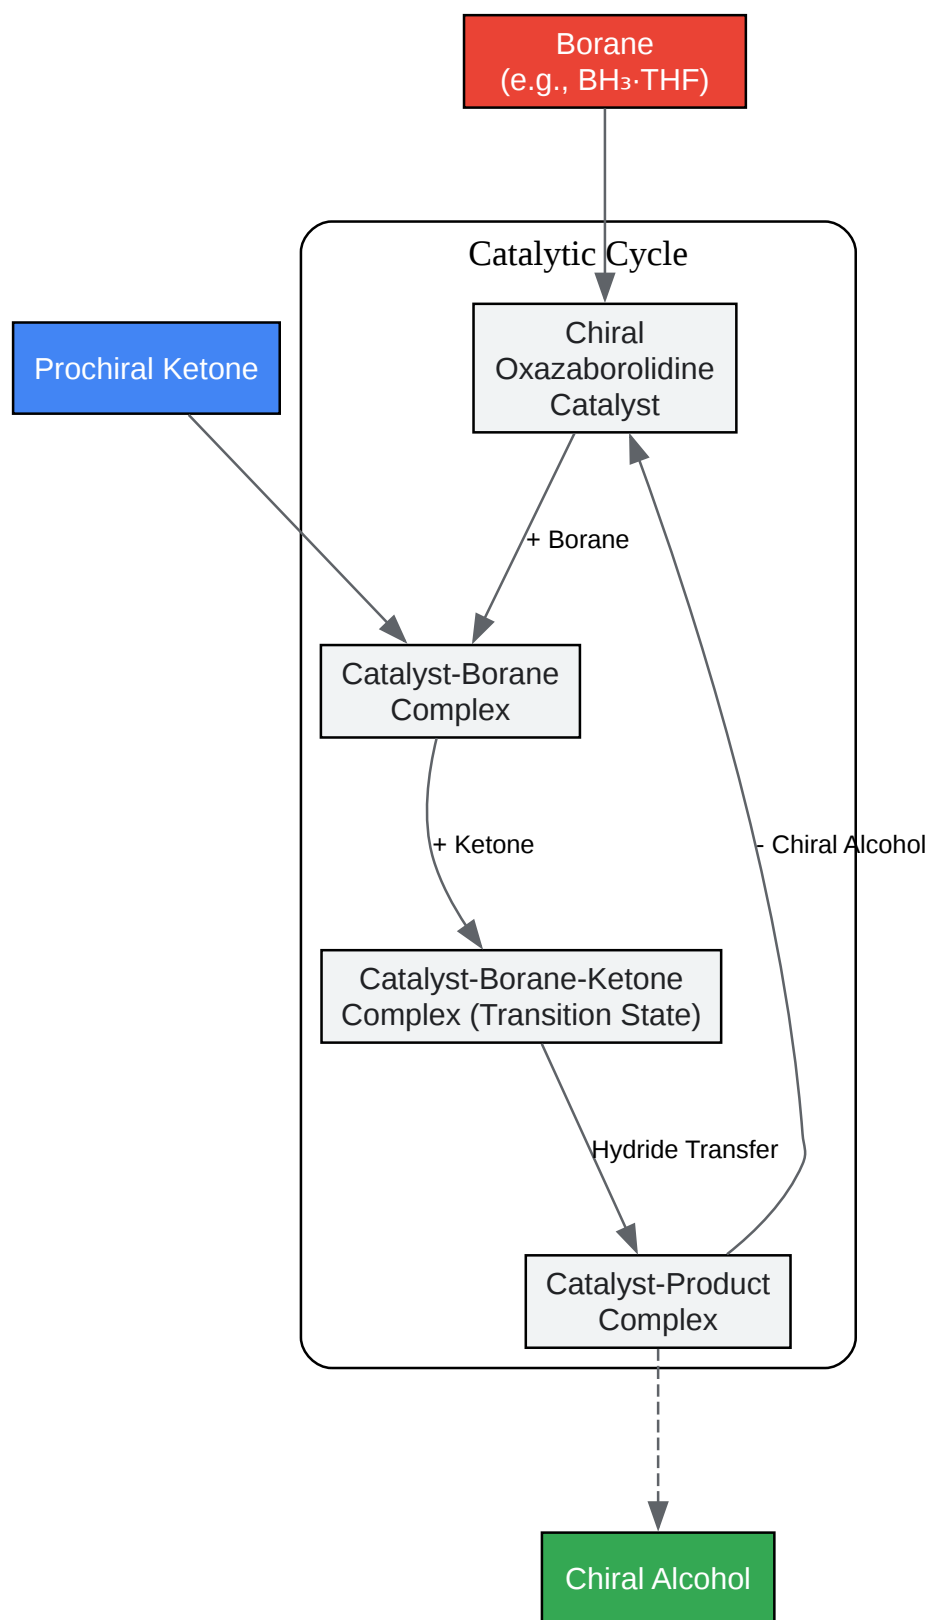 Borane
(e.g., BH₃·THF)
Catalytic Cycle
Chiral
Oxazaborolidine
Catalyst
Prochiral Ketone
+ Borane
Catalyst-Borane
Complex
+ Ketone
- Chiral Alcohol
Catalyst-Borane-Ketone
Complex (Transition State)
Hydride Transfer
Catalyst-Product
Complex
Chiral Alcohol